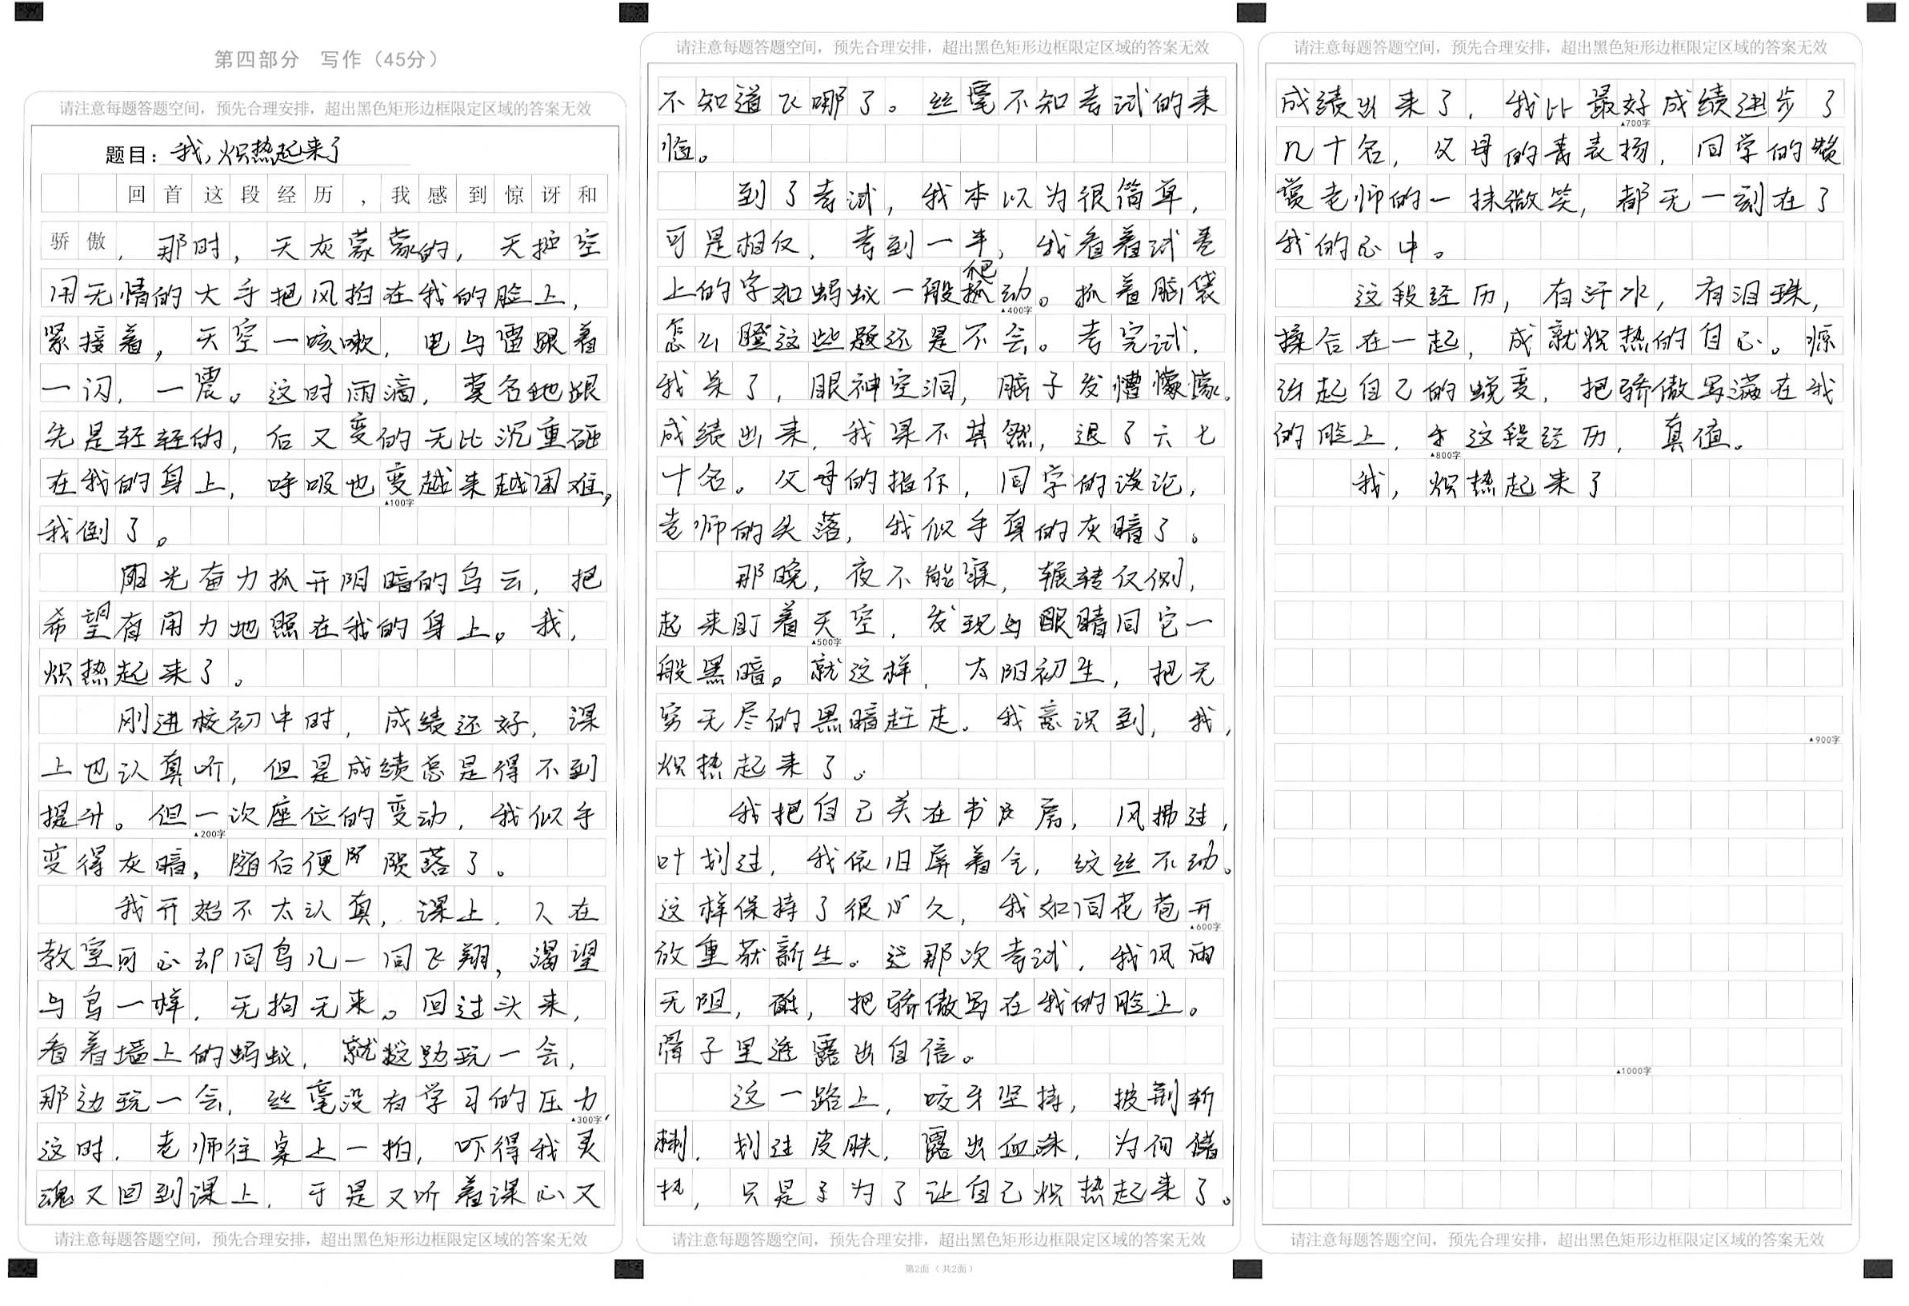 第四部分 写作（45分）
请注意每题答题空间，预先合理安排，超出黑色矩形边框限定区域的答案无效
题目：我，炽热起来了
回首这段经历，我感到惊讶和
骄傲，那时，天灰蒙蒙的，天空
用无情的大手把风拍在我的脸上，
紧接着，天空一咳嗽，电与雷跟着
一闪，一震。这时雨滴，莫名地跟
先是轻轻的，后又变的无比沉重砸
在我的身上，呼吸也变越来越困难，
▲100字
我倒了。
阳光奋力抓开阴暗的乌云，把
希望有用力地照在我的身上。我，
炽热起来了。
刚进校初中时，成绩还好，课
上也认真听，但是成绩总是得不到
提升。但一次座位的变动，我似乎
▲200字
变得灰暗，随后便陨落了。
我开始不太认真，课上，人在
教室可心却同鸟儿一同飞翔，渴望
与鸟一样，无拘无束。回过头来，
看着墙上的蚂蚁，就这边玩一会，
那边玩一会，丝毫没有学习的压力，
▲300字
这时，老师往桌上一拍，吓得我灵
魂又回到课上，于是又听着课心又
请注意每题答题空间，预先合理安排，超出黑色矩形边框限定区域的答案无效
请注意每题答题空间，预先合理安排，超出黑色矩形边框限定区域的答案无效
不知道飞哪了。丝毫不知考试的来
临。
到了考试，我本以为很简单，
可是相仅，考到一半，我看着试卷
上的字如蚂蚁一般爬动。抓着脑袋
▲400字
怎么瞪这些题还是不会。考完试，
我呆了，眼神空洞，脑子发懵懞懞。
成绩出来，我果不其然，退了六七
十名。父母的指作，同学的谈论，
老师的失落，我似乎真的灰暗了。
那晚，夜不能寐，辗转仅侧，
起来盯着天空，发现与眼睛同它一
▲500字
般黑暗。就这样，太阳初生，把无
穷无尽的黑暗赶走。我意识到，我，
炽热起来了。
我把自己关在书房，风拂过，
叶划过，我依旧屏着气，纹丝不动。
这样保持了很久，我如同花苞开
▲600字
放重获新生。这那次考试，我风雨
无阻，把骄傲写在我的脸上。
骨子里透露出自信。
这一路上，咬牙坚持，披荆斩
棘，划过皮肤，露出血珠，为何
只是为了让自己炽热起来了。
请注意每题答题空间，预先合理安排，超出黑色矩形边框限定区域的答案无效
第2面（共2面）
请注意每题答题空间，预先合理安排，超出黑色矩形边框限定区域的答案无效
成绩出来了，我比最好成绩进步了
▲700字
几十名，父母的表扬，同学的赞
赏老师的一抹微笑，都无一刻在了
我的心中。
这段经历，有汗水，有泪珠，
揉合在一起，成就炽热的自心。惊
讶起自己的蜕变，把骄傲写满在我
的脸上，这段经历，真值。
▲800字
我，炽热起来了
▲900字
▲1000字
请注意每题答题空间，预先合理安排，超出黑色矩形边框限定区域的答案无效